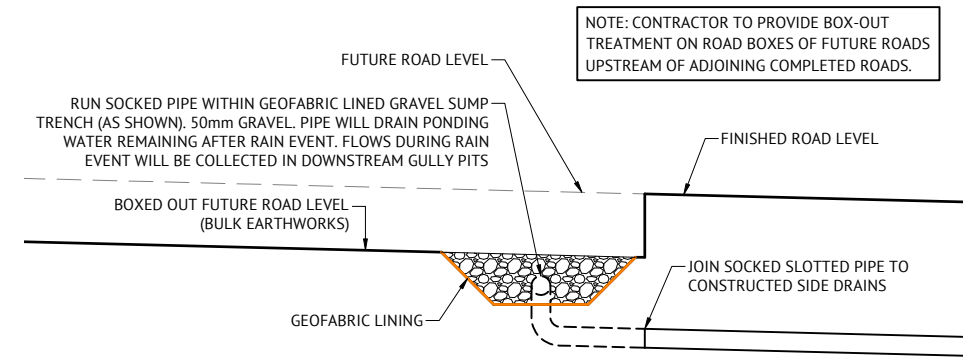 NOTE: CONTRACTOR TO PROVIDE BOX-OUT
TREATMENT ON ROAD BOXES OF FUTURE ROADS
UPSTREAM OF ADJOINING COMPLETED ROADS.
FUTURE ROAD LEVEL
RUN SOCKED PIPE WITHIN GEOFABRIC LINED GRAVEL SUMP
TRENCH (AS SHOWN). 50mm GRAVEL. PIPE WILL DRAIN PONDING
WATER REMAINING AFTER RAIN EVENT. FLOWS DURING RAIN
EVENT WILL BE COLLECTED IN DOWNSTREAM GULLY PITS
FINISHED ROAD LEVEL
BOXED OUT FUTURE ROAD LEVEL
(BULK EARTHWORKS)
JOIN SOCKED SLOTTED PIPE TO
CONSTRUCTED SIDE DRAINS
GEOFABRIC LINING